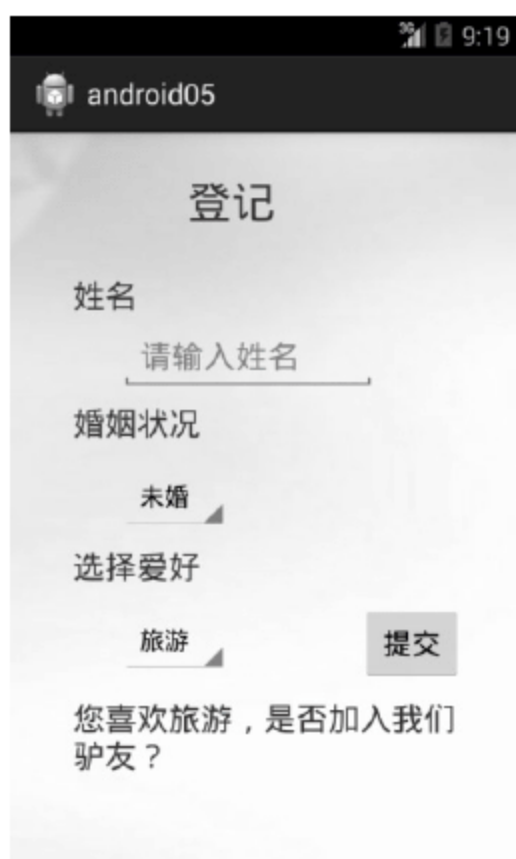 3G 9:19
android05
登记
姓名
请输入姓名
婚姻状况
未婚
选择爱好
旅游
提交
您喜欢旅游，是否加入我们
驴友？